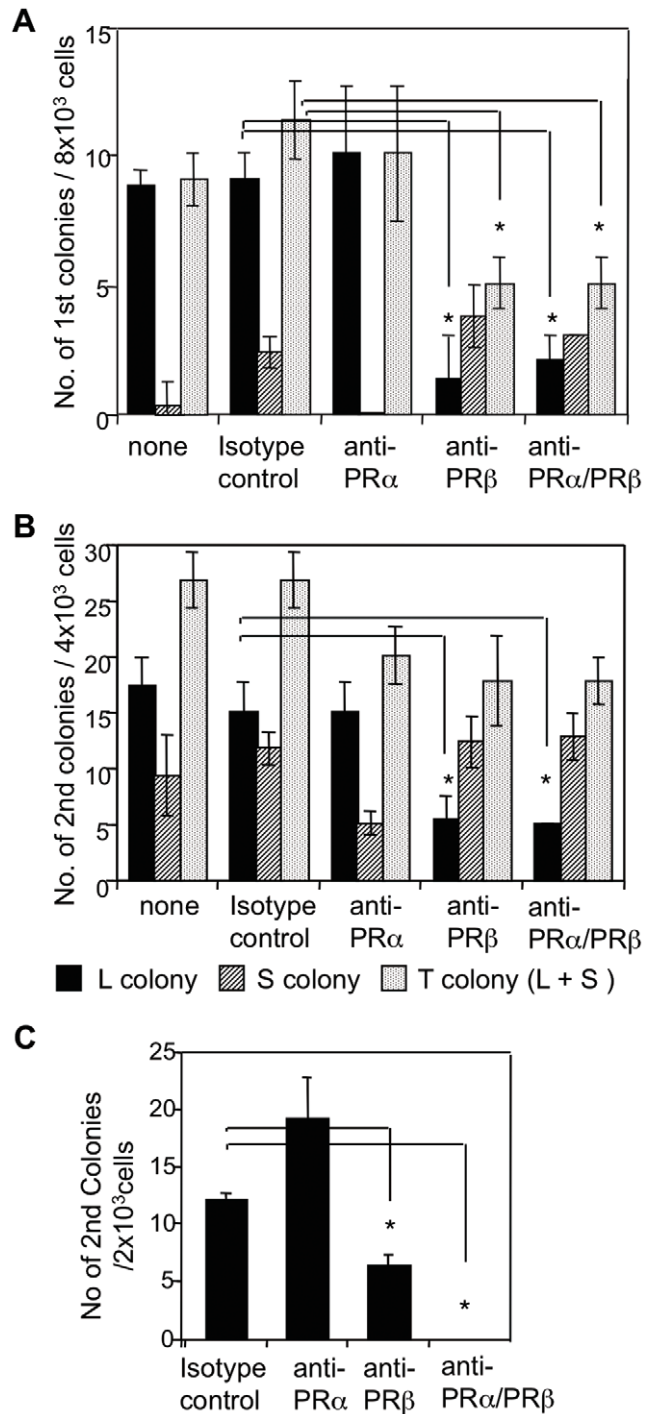 A
No. of 1st colonies / 8x10³ cells
15
10
5
0
none
Isotype control
anti-PRα
anti-PRβ
anti-PRα/PRβ
*
*
*
*
B
No. of 2nd colonies / 4x10³ cells
30
25
20
15
10
5
0
*
*
none
Isotype control
anti-PRα
anti-PRβ
anti-PRα/PRβ
L colony
S colony
T colony (L + S )
C
No of 2nd Colonies
/2x10³cells
25
20
15
10
5
0
*
*
Isotype control
anti-PRα
anti-PRβ
anti-PRα/PRβ